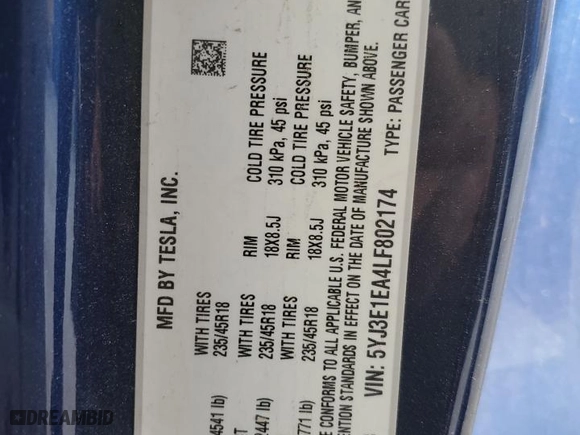 MFD BY TESLA, INC.
4541 lb)
WITH TIRES
235/45R18
RIM
18X8.5J
COLD TIRE PRESSURE
310 kPa, 45 psi
2447 lb)
WITH TIRES
235/45R18
RIM
18X8.5J
COLD TIRE PRESSURE
310 kPa, 45 psi
771 lb)
WITH TIRES
235/45R18
CONFORMS TO ALL APPLICABLE U.S. FEDERAL MOTOR VEHICLE SAFETY, BUMPER, AN
ENTION STANDARDS IN EFFECT ON THE DATE OF MANUFACTURE SHOWN ABOVE.
VIN: 5YJ3E1EA4LF802174
TYPE: PASSENGER CAR
DREAMBID